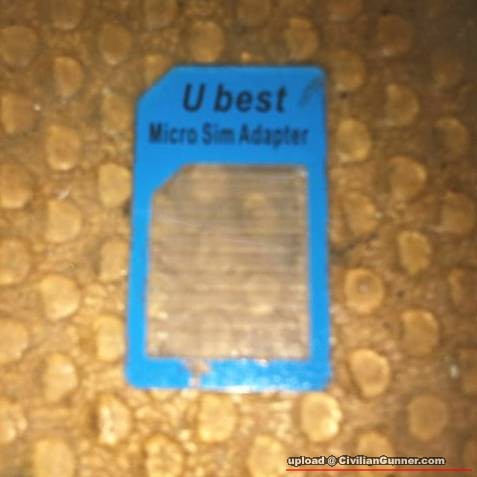 U best
Micro Sim Adapter
upload @ CivilianGunner.com